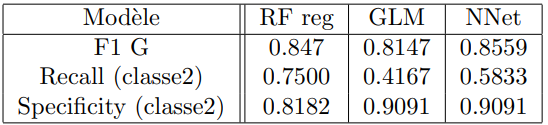 Modèle RF reg GLM NNet
F1 G 0.847 0.8147 0.8559
Recall (classe2) 0.7500 0.4167 0.5833
Specificity (classe2) 0.8182 0.9091 0.9091